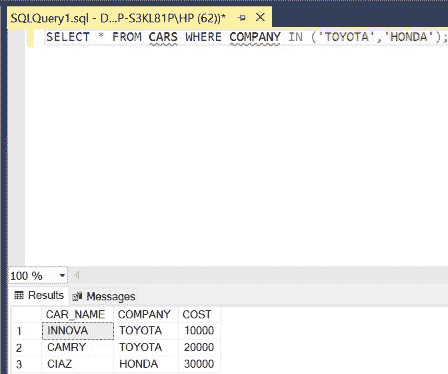 SQLQuery1.sql - D...P-S3KL81P\HP (62))*
SELECT * FROM CARS WHERE COMPANY IN ('TOYOTA','HONDA');
100 %
Results Messages
CAR_NAME COMPANY COST
1 INNOVA TOYOTA 10000
2 CAMRY TOYOTA 20000
3 CIAZ HONDA 30000